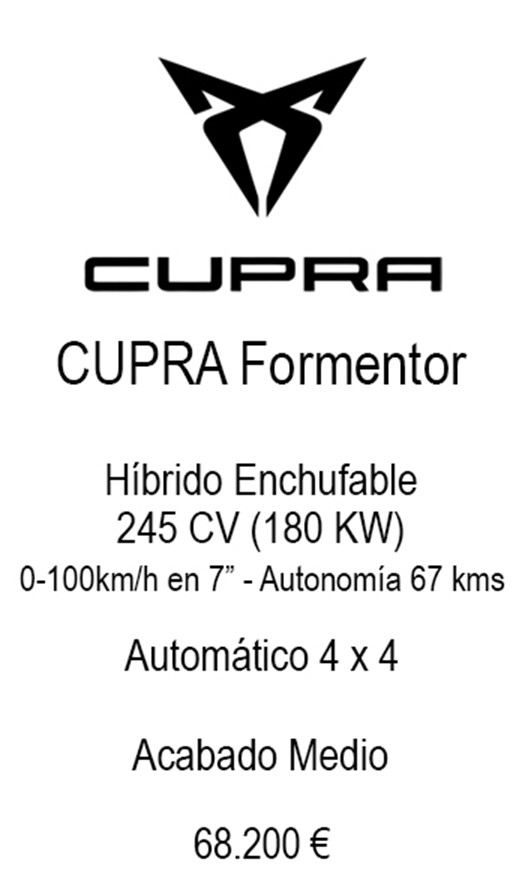 CUPRA
CUPRA Formentor
Híbrido Enchufable
245 CV (180 KW)
0-100km/h en 7” - Autonomía 67 kms
Automático 4 x 4
Acabado Medio
68.200 €